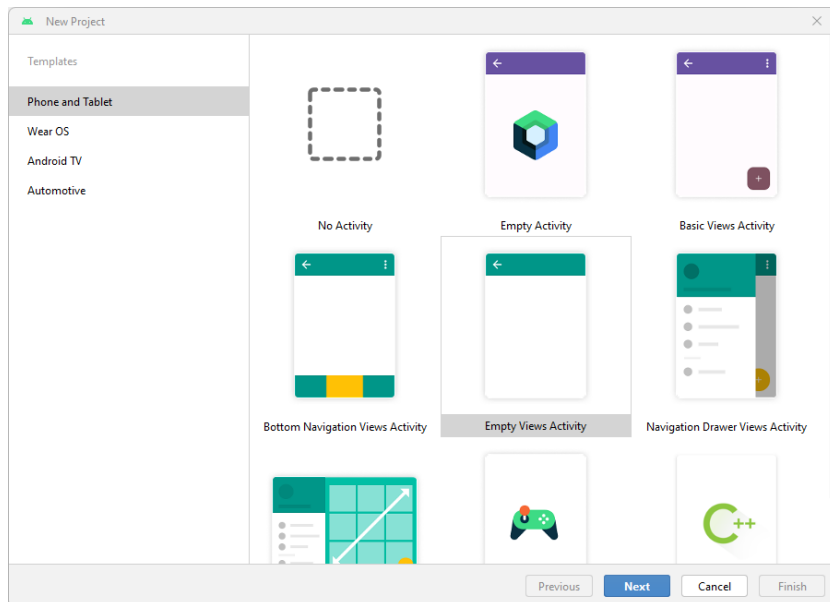 New Project
Templates
Phone and Tablet
Wear OS
Android TV
Automotive
No Activity
Empty Activity
Basic Views Activity
Bottom Navigation Views Activity
Empty Views Activity
Navigation Drawer Views Activity
C++
Previous
Next
Cancel
Finish